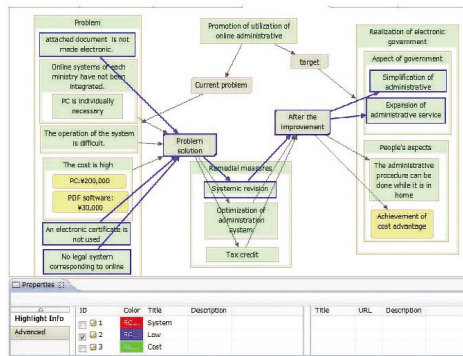 Problem
attached document is not
made electronic.
Online systems of each
ministry have not been
integrated.
PC is individually
necessary
The operation of the system
is difficult.
The cost is high
PC:¥200,000
PDF software:
¥30,000
An electronic certificate is
not used
No legal system
corresponding to online
Promotion of utilization of
online administrative
target
Current problem
Problem
solution
After the
improvement
Remedial measures
Systemic revision
Optimization of
administration
system
Tax credit
Realization of electronic
government
Aspect of government
Simplification of
administrative
Expansion of
administrative service
People's aspects
The administrative
procedure can be
done while it is in
home
Achievement of
cost advantage
Properties
Highlight Info
Advanced
ID Color Title Description
1 System
2 Low
3 Cost
Title URL Description